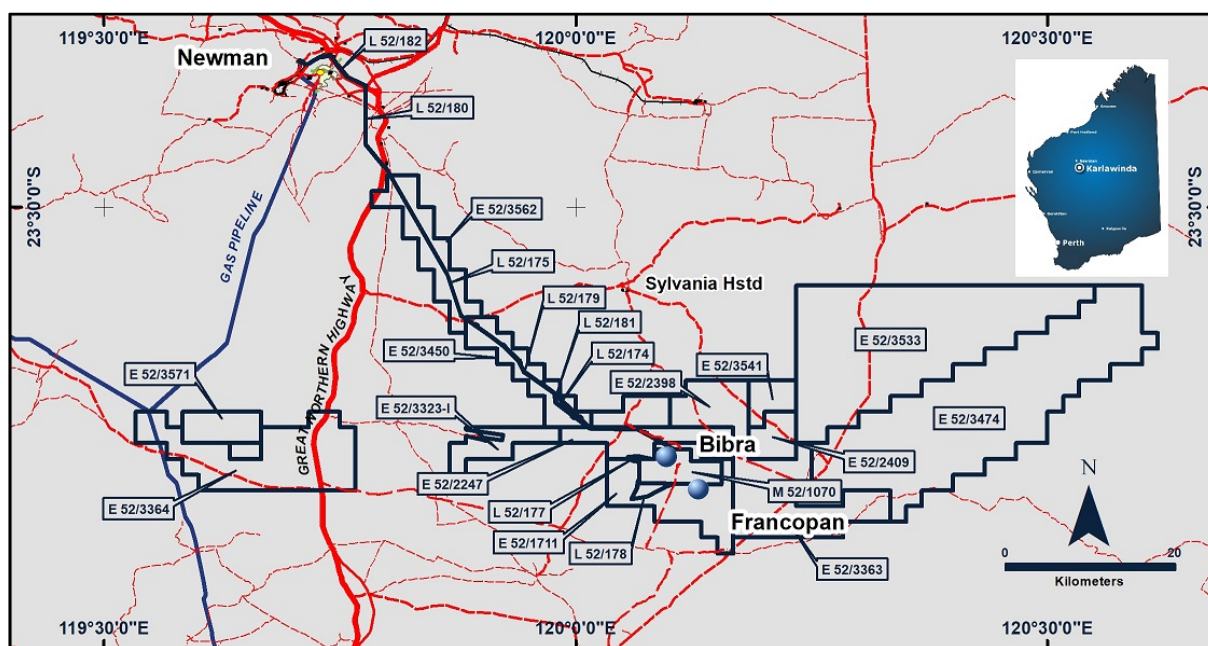 119°30'0"E
120°0'0"E
120°30'0"E
Newman
L 52/182
L 52/180
23°30'0"S
23°30'0"S
E 52/3562
GAS PIPELINE
L 52/175
Sylvania Hstd
L 52/179
GREAT NORTHERN HIGHWAY
L 52/181
E 52/3533
E 52/3450
L 52/174
E 52/3571
E 52/2398
E 52/3541
E 52/3323-I
E 52/3474
Bibra
E 52/2409
E 52/2247
M 52/1070
E 52/3364
L 52/177
Francopan
E 52/1711
L 52/178
E 52/3363
N
0
20
Kilometers
119°30'0"E
120°0'0"E
120°30'0"E
Port Hedland
Newman
Karlawinda
Geraldton
Perth